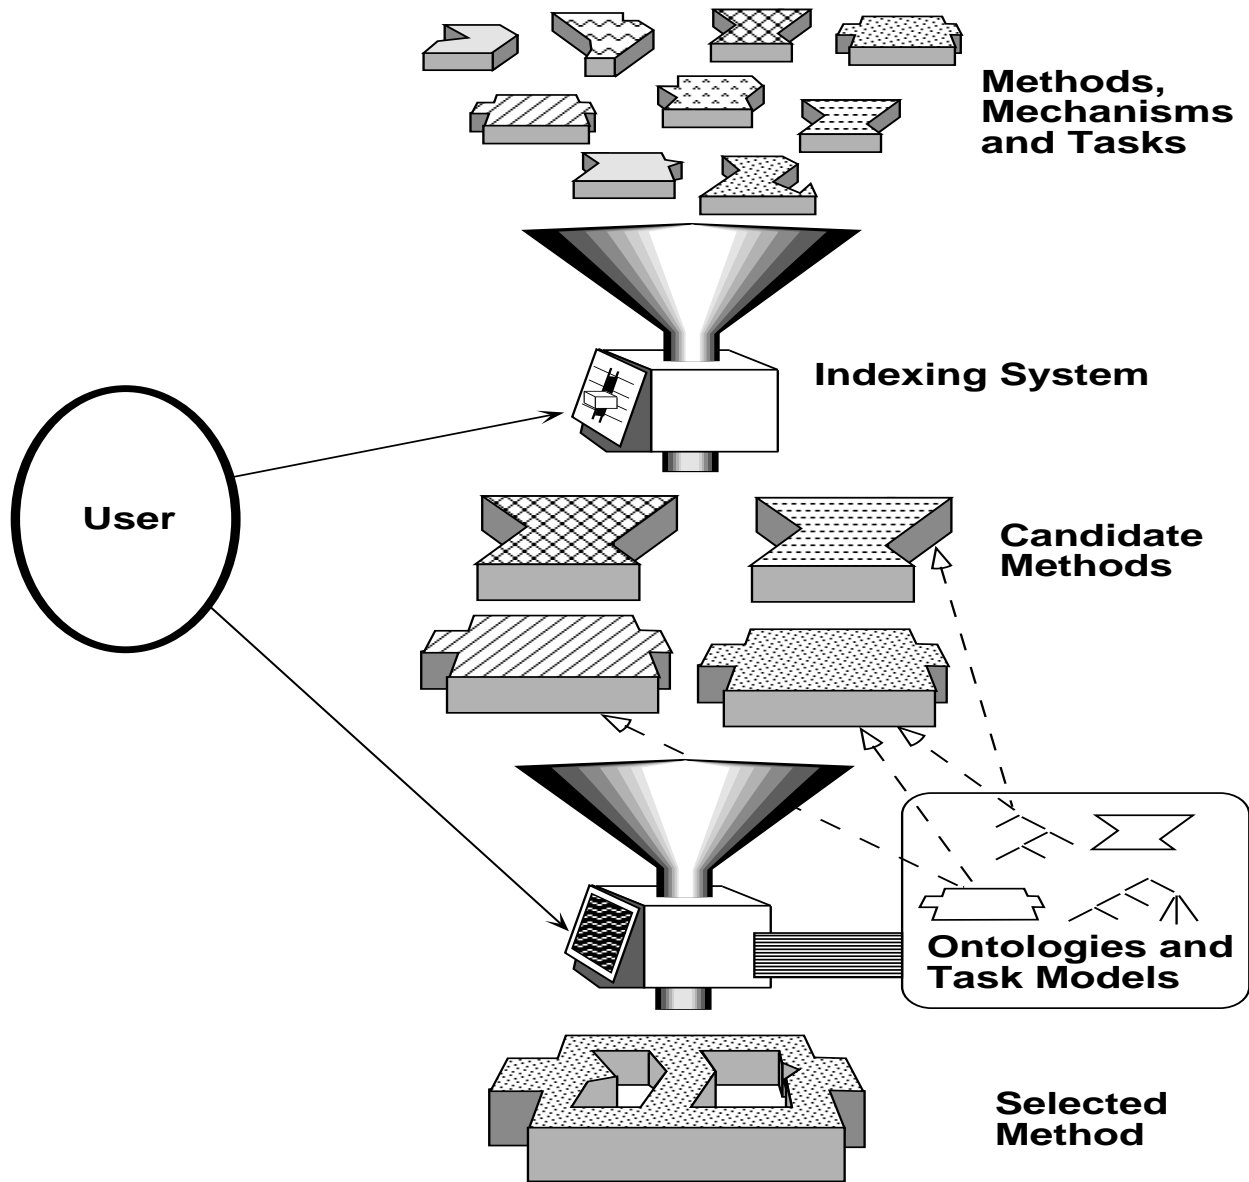 Methods,
Mechanisms
and Tasks
Indexing System
User
Candidate
Methods
Ontologies and
Task Models
Selected
Method